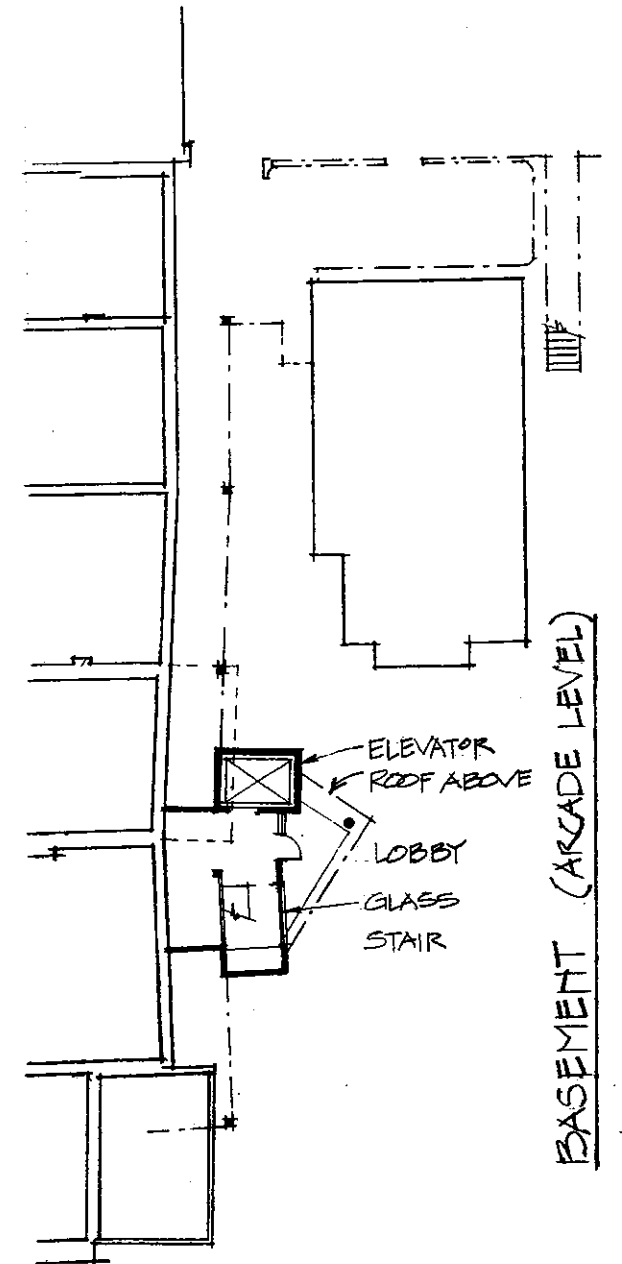 ELEVATOR
ROOF ABOVE
LOBBY
GLASS
STAIR
BASEMENT (ARCADE LEVEL)